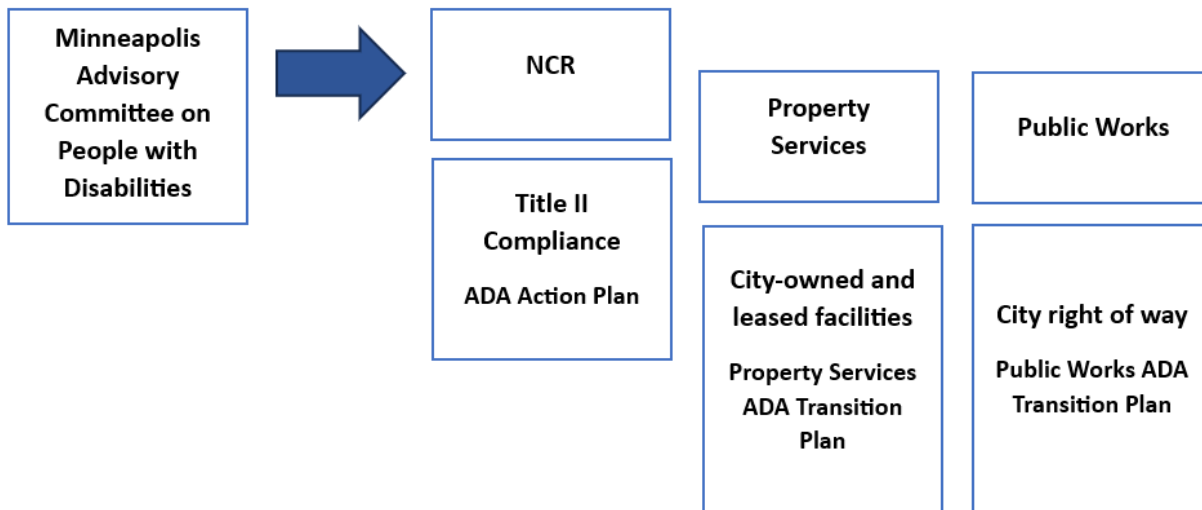 Minneapolis
Advisory
Committee on
People with
Disabilities
NCR
Title II
Compliance
ADA Action Plan
Property
Services
City-owned and
leased facilities
Property Services
ADA Transition
Plan
Public Works
City right of way
Public Works ADA
Transition Plan